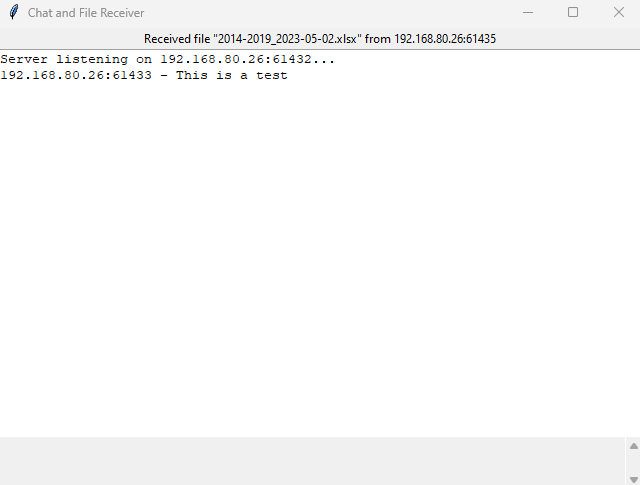 Chat and File Receiver
Received file "2014-2019_2023-05-02.xlsx" from 192.168.80.26:61435
Server listening on 192.168.80.26:61432...
192.168.80.26:61433 - This is a test